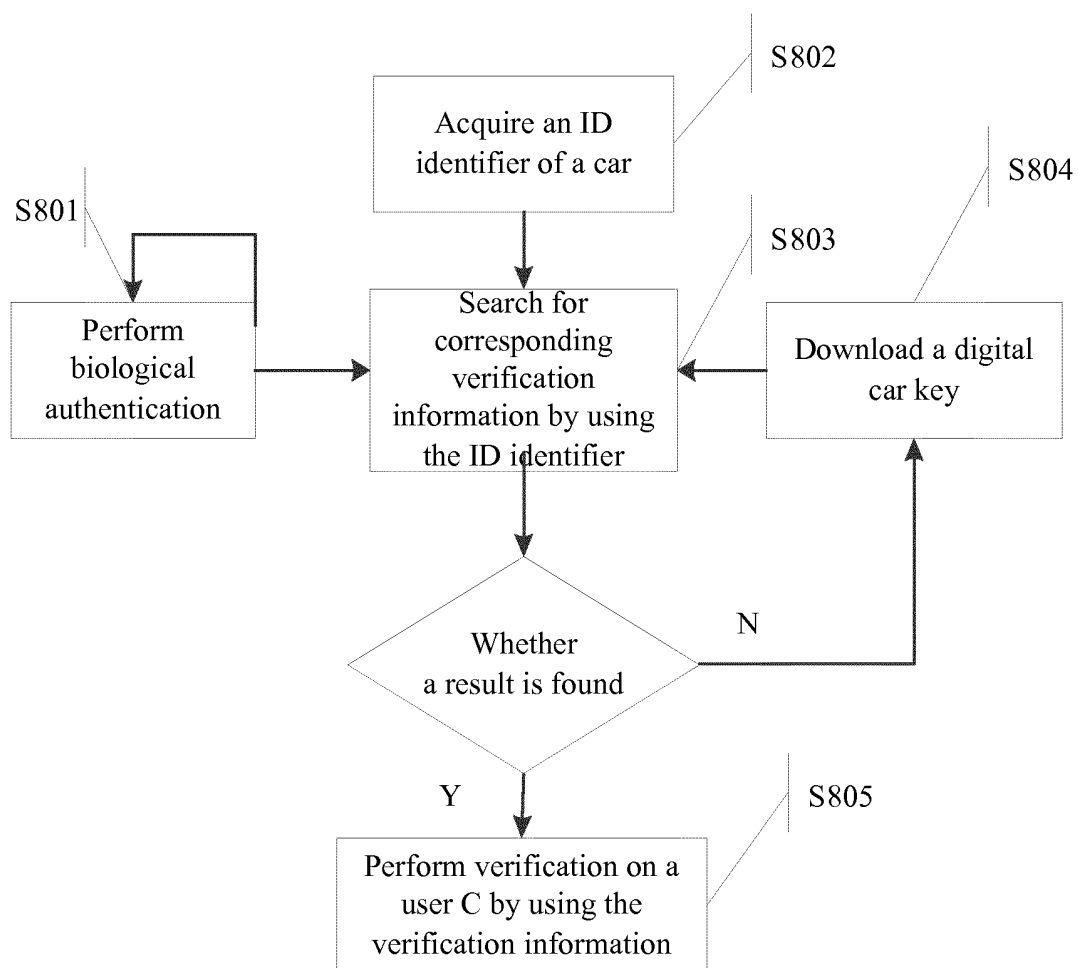 S802
Acquire an ID
identifier of a car
S804
S801
S803
Perform
biological
authentication
Search for
corresponding
verification
information by using
the ID identifier
Download a digital
car key
Whether
a result is found
N
Y
S805
Perform verification on a
user C by using the
verification information